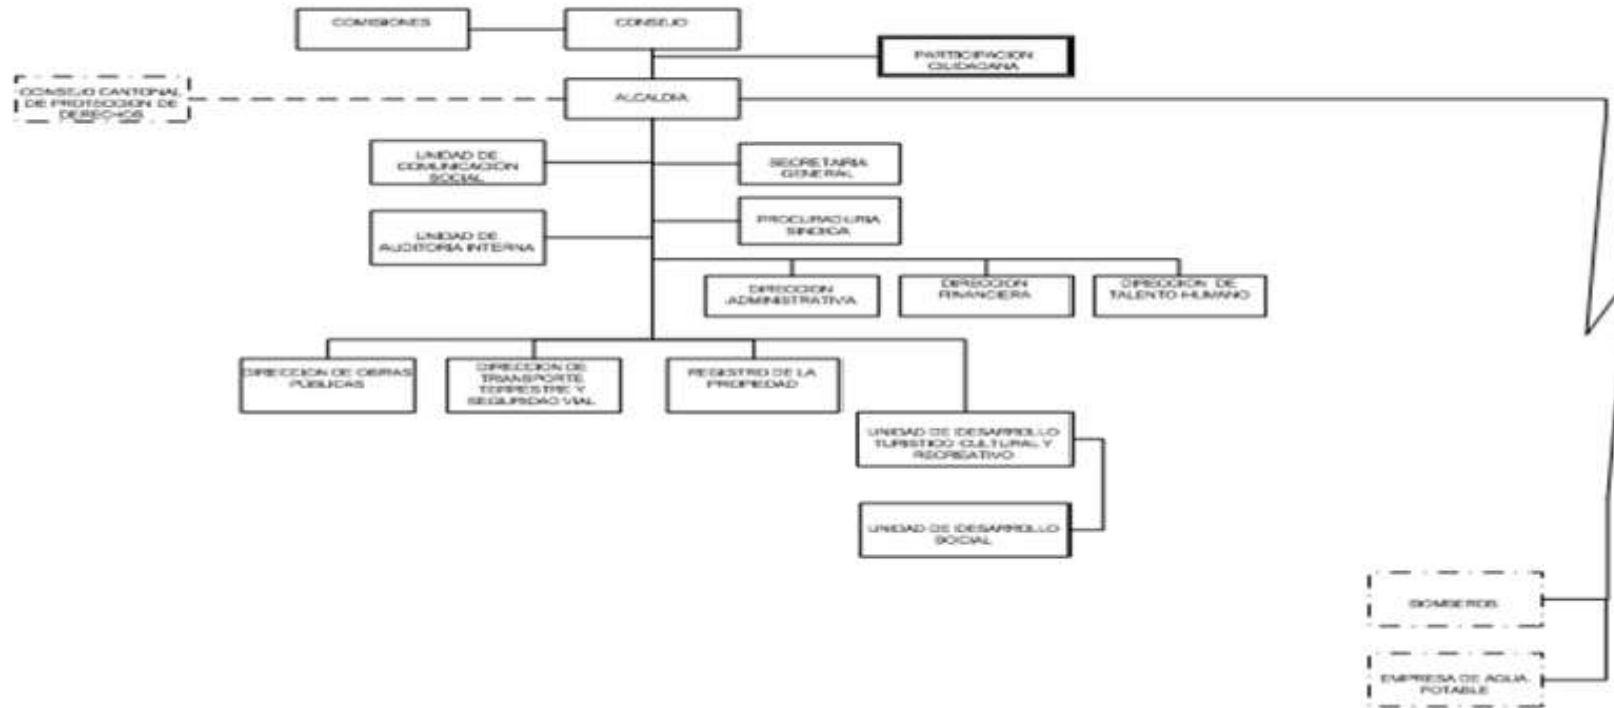 COMISIONES
CONSEJO
PARTICIPACION
CIUDADANA
CONSEJO CANTONAL
DE PROTECCION DE
DERECHOS
ALCALDIA
UNIDAD DE
COMUNICACIÓN
SOCIAL
SECRETARIA
GENERAL
UNIDAD DE
AUDITORIA INTERNA
PROCURADURIA
SINDICA
DIRECCION
ADMINISTRATIVA
DIRECCION
FINANCIERA
DIRECCION DE
TALENTO HUMANO
DIRECCION DE OBRAS
PÚBLICAS
DIRECCION DE
TRANSPORTE
TERRESTRE Y
SEGURIDAD VIAL
REGISTRO DE LA
PROPIEDAD
UNIDAD DE DESARROLLO
TURISTICO CULTURAL Y
RECREATIVO
UNIDAD DE DESARROLLO
SOCIAL
BOMBEROS
EMPRESA DE AGUA
POTABLE